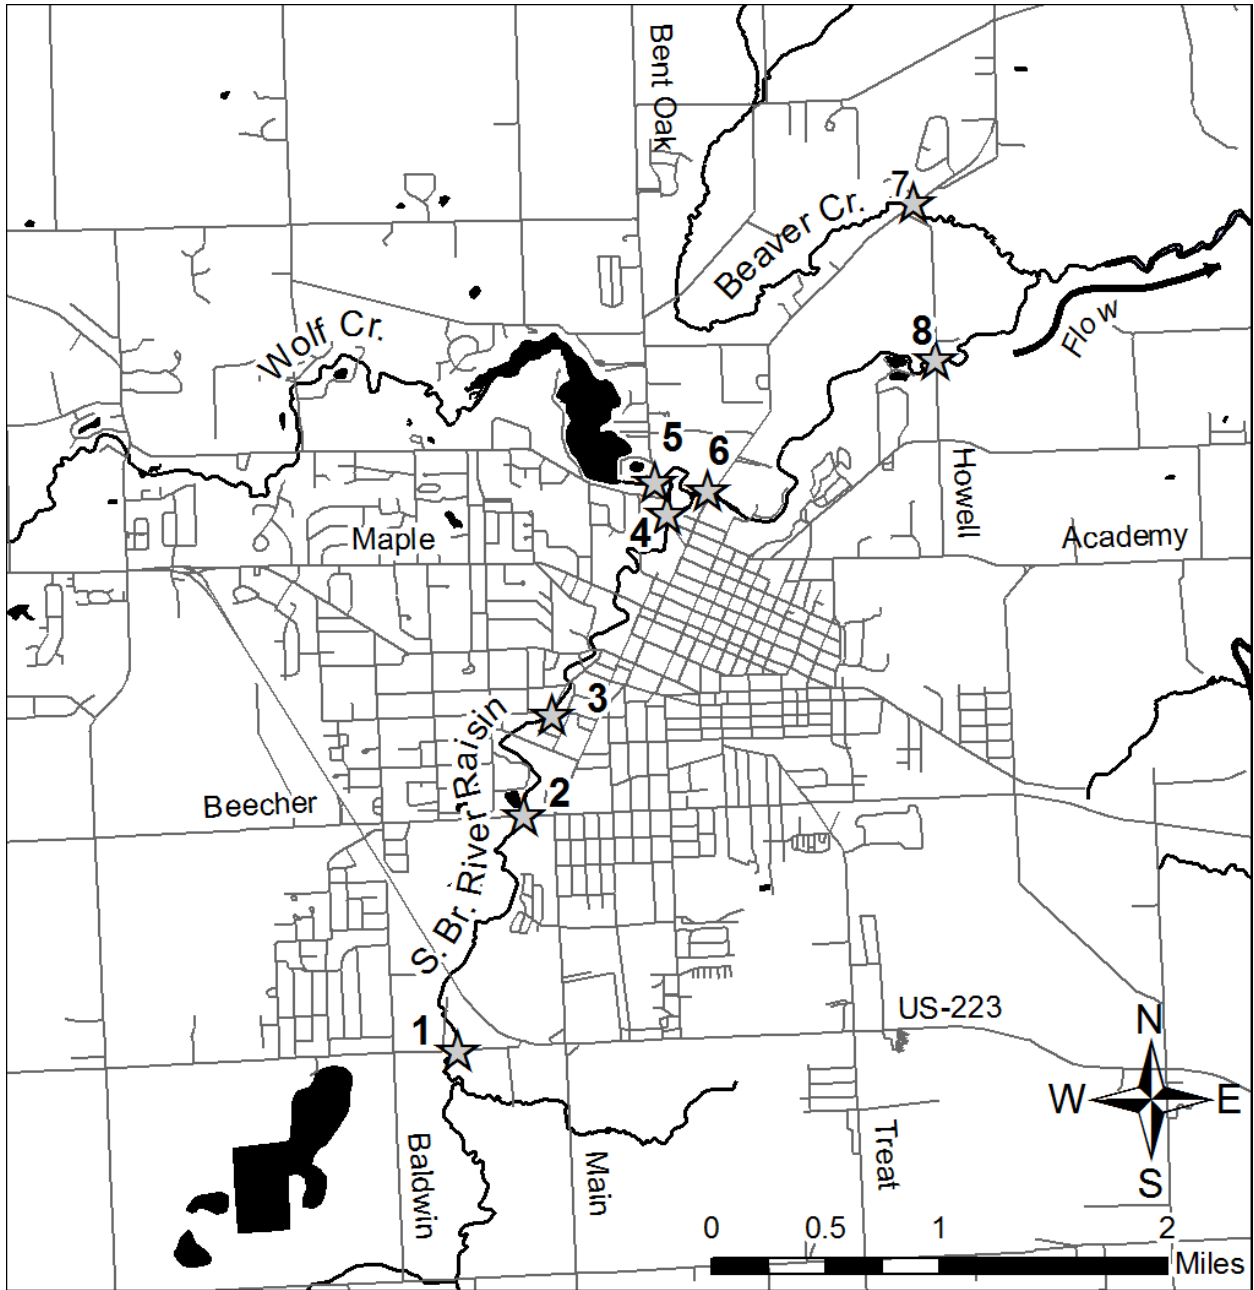 Bent Oak
7
Beaver Cr.
Flow
8
Wolf Cr.
5
6
4
Howell
Maple
Academy
3
S. Br. River Raisin
2
Beecher
US-223
1
N
W
E
S
Baldwin
Main
Treat
0
0.5
1
2
Miles